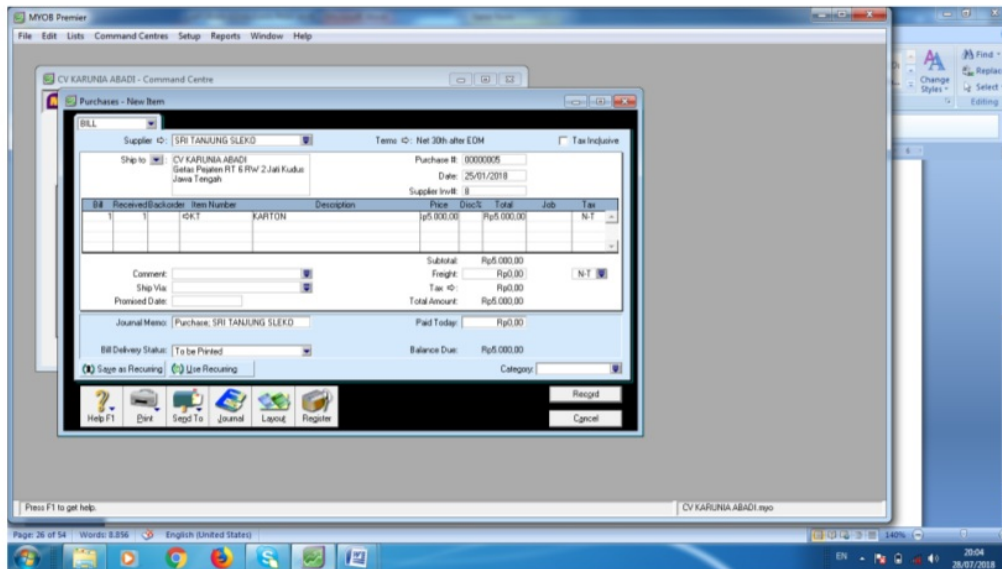 MYOB Premier
File Edit Lists Command Centres Setup Reports Window Help
CV KARUNIA ABADI - Command Centre
Purchases - New Item
BILL
Supplier SRI TANJUNG SLEKO Terms Net 30th after EOM Tax Inclusive
Ship to CV KARUNIA ABADI Purchase #: 00000005
Getas Pejalen RT 6 RW 2 Jati Kudus Date: 25/01/2018
Jawa Tengah
Supplier Inv#: 8
Bill Received Backorder Item Number Description Price Disc% Total Job Tax
1 1 KT KARTON Rp5.000,00 N-T
Subtotal: Rp5.000,00
Comment: Freight: Rp0,00 N-T
Ship Via: Tax Rp0,00
Promised Date: Total Amount: Rp5.000,00
Journal Memo: Purchase; SRI TANJUNG SLEKO Paid Today: Rp0,00
Bill Delivery Status: To be Printed Balance Due: Rp5.000,00
Save as Recurring Use Recurring Category:
Help F1 Print Send To Journal Layout Register
Record
Cancel
Find
Replac
Select
Change Styles
Editing
Press F1 to get help. CV KARUNIA ABADI.myo
Page: 26 of 54 Words: 8.856 English (United States) 140%
EN 20:04
28/07/2018